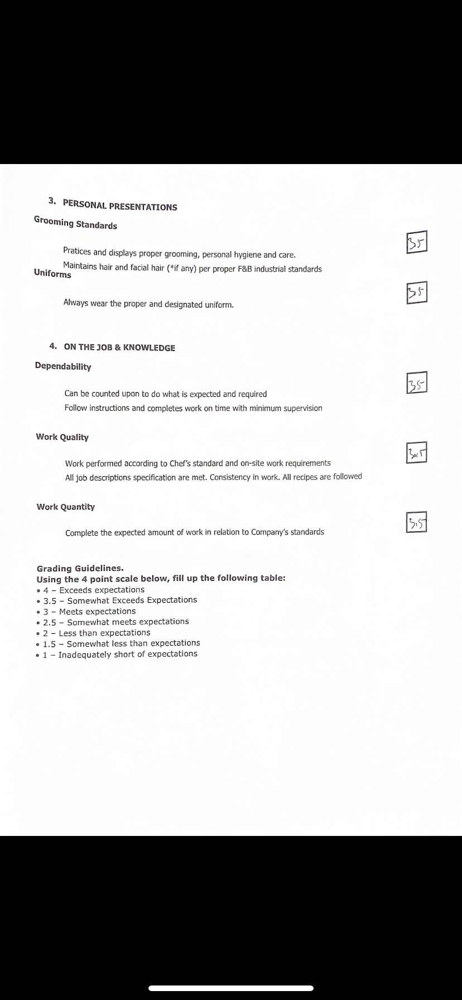 3. PERSONAL PRESENTATIONS
Grooming Standards
35
Pratices and displays proper grooming, personal hygiene and care.
Maintains hair and facial hair (*if any) per proper F&B industrial standards
Uniforms
35
Always wear the proper and designated uniform.
4. ON THE JOB & KNOWLEDGE
Dependability
35
Can be counted upon to do what is expected and required
Follow instructions and completes work on time with minimum supervision
Work Quality
Work performed according to Chef's standard and on-site work requirements
All job descriptions specification are met. Consistency in work. All recipes are followed
Work Quantity
3.5
Complete the expected amount of work in relation to Company's standards
Grading Guidelines.
Using the 4 point scale below, fill up the following table:
• 4 – Exceeds expectations
• 3.5 – Somewhat Exceeds Expectations
• 3 – Meets expectations
• 2.5 – Somewhat meets expectations
• 2 – Less than expectations
• 1.5 – Somewhat less than expectations
• 1 – Inadequately short of expectations